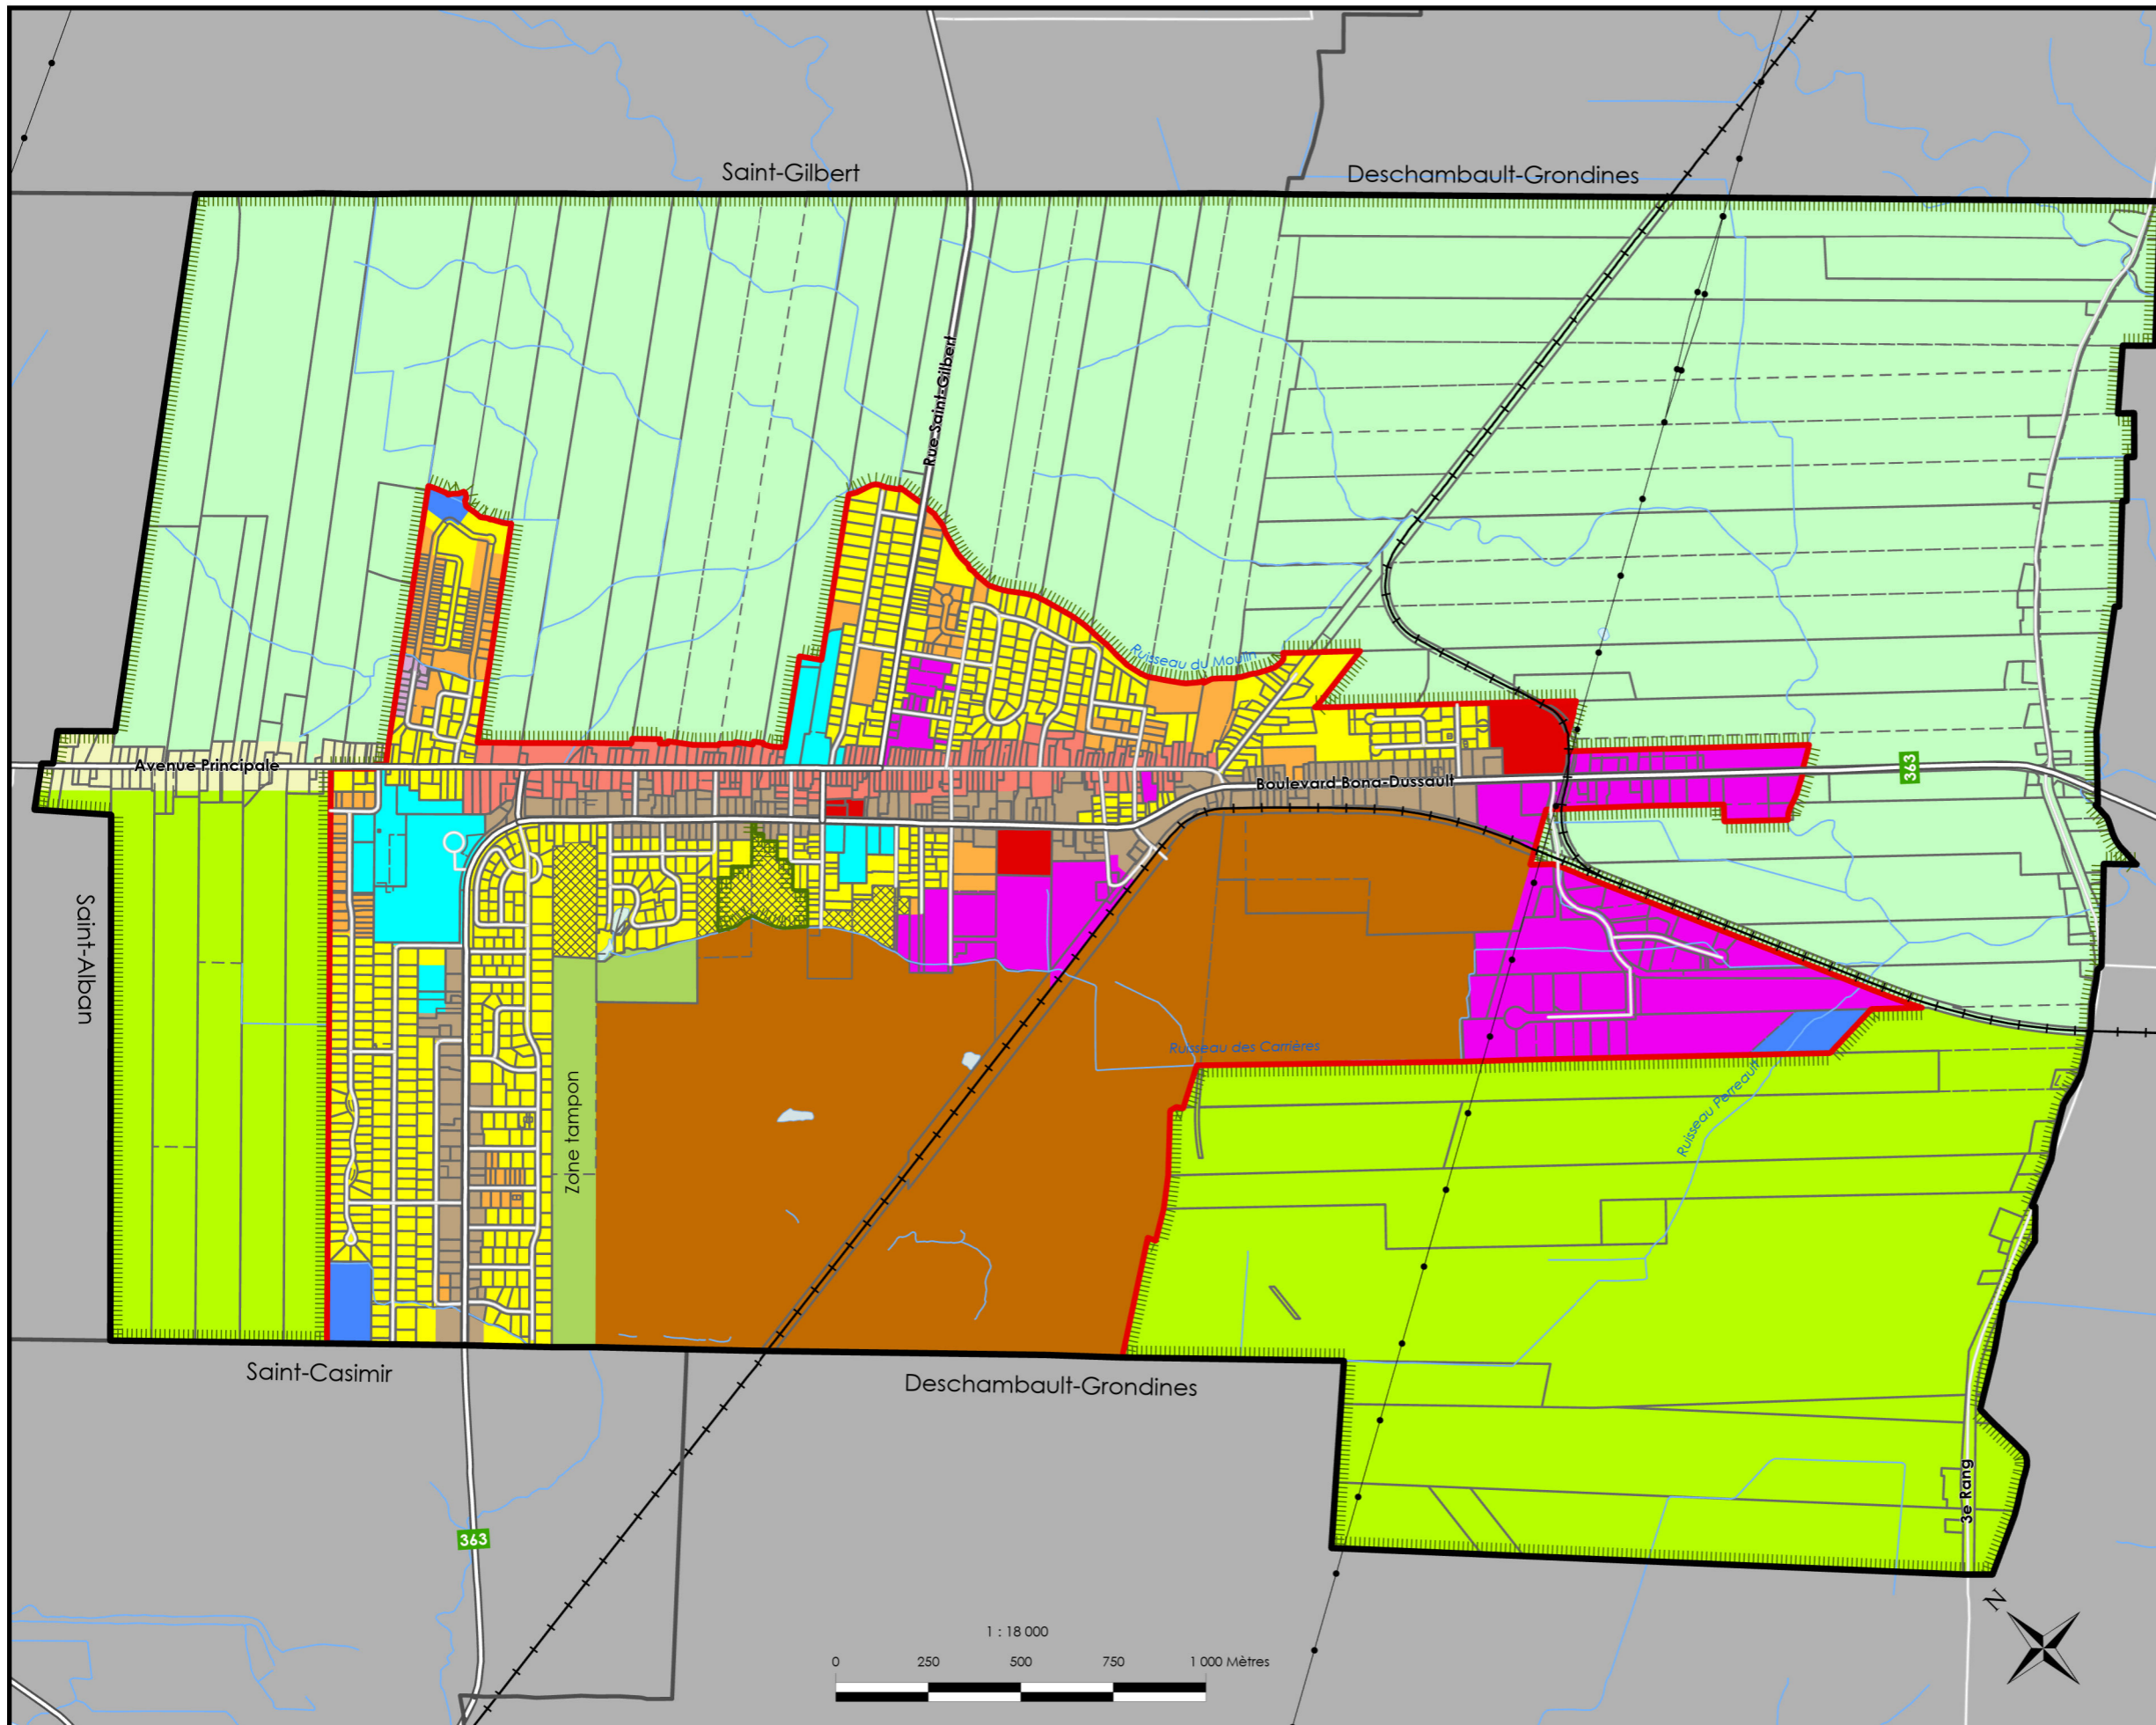 Saint-Gilbert
Deschambault-Grondines
Rue Saint-Gilbert
Ruisseau du Moulin
Avenue Principale
Boulevard Bona-Dussault
363
Saint-Alban
Zone tampon
Ruisseau des Carrières
Ruisseau Perreault
Saint-Casimir
Deschambault-Grondines
3e Rang
363
N
1 : 18 000
0 250 500 750 1 000 Mètres